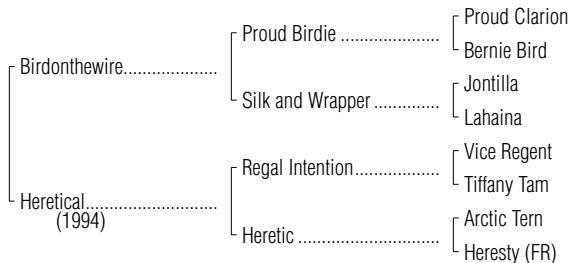 Proud Clarion
Proud Birdie ....................
Bernie Bird
Birdonthewire....................
Jontilla
Silk and Wrapper ..............
Lahaina
Vice Regent
Regal Intention..................
Tiffany Tam
Heretical............................
(1994)
Arctic Tern
Heretic ..............................
Heresty (FR)